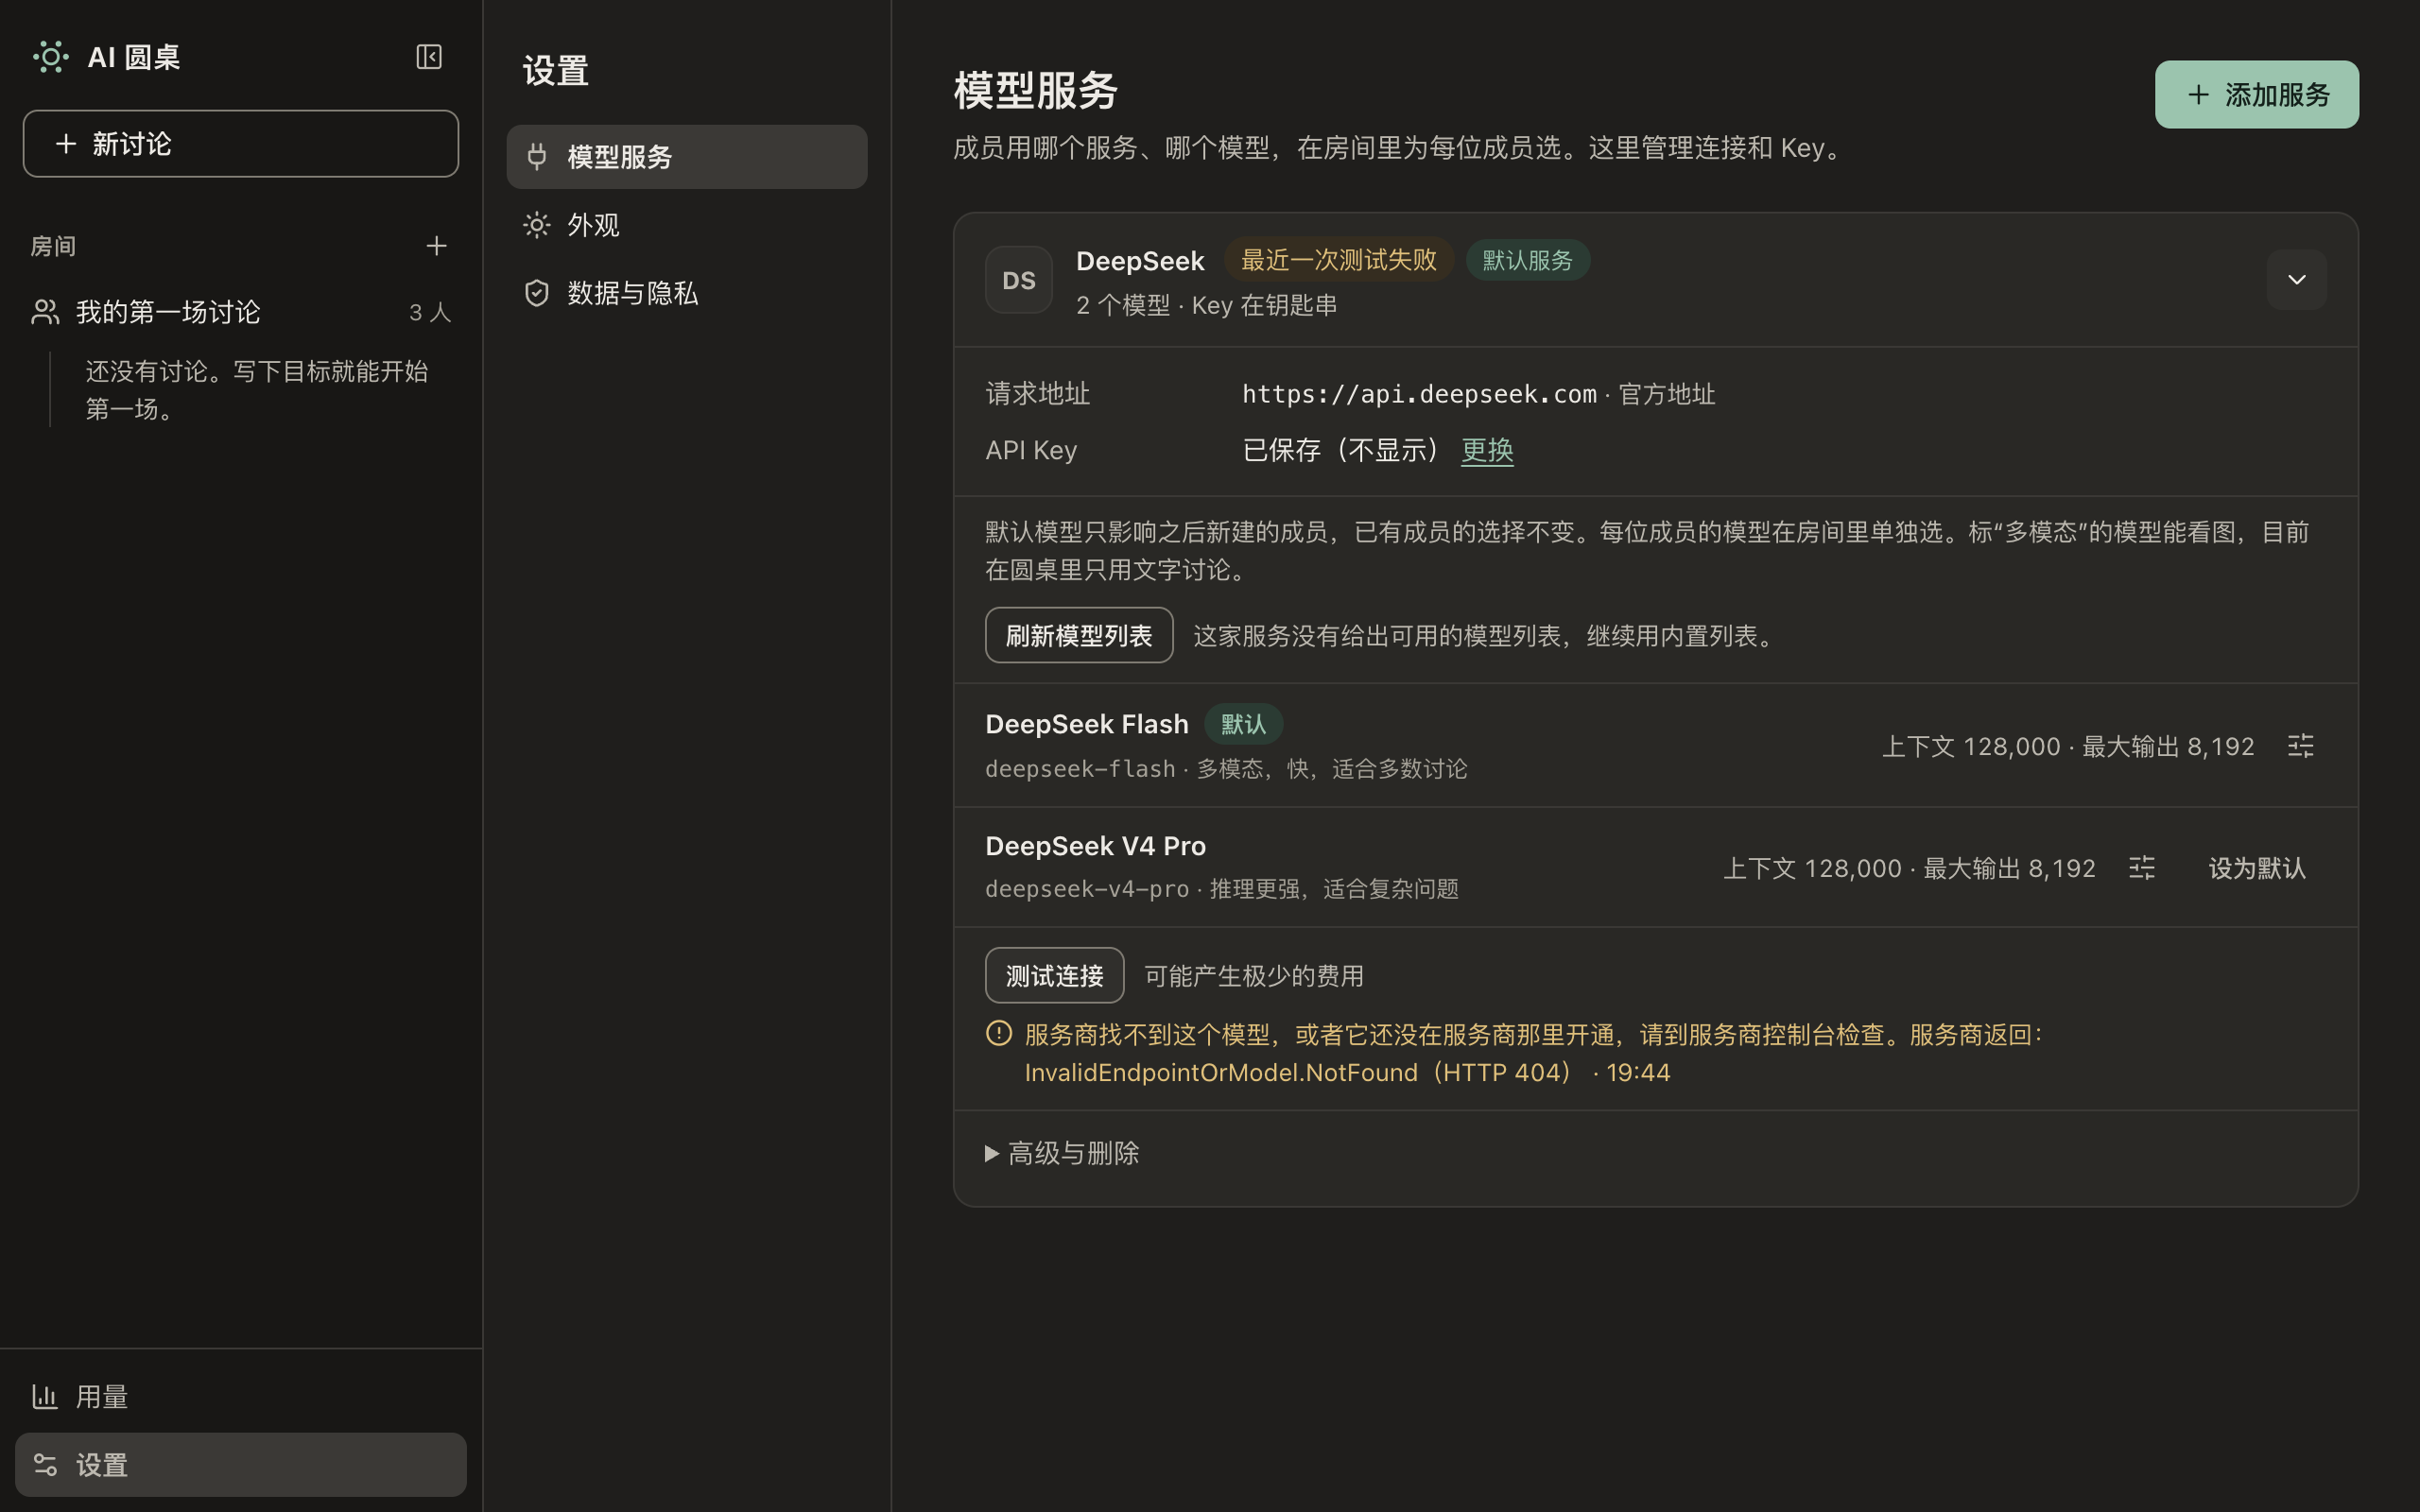 AI 圆桌
新讨论
房间
我的第一场讨论
3 人
还没有讨论。写下目标就能开始
第一场。
用量
设置
设置
模型服务
外观
数据与隐私
模型服务
添加服务
成员用哪个服务、哪个模型，在房间里为每位成员选。这里管理连接和 Key。
DS
DeepSeek 最近一次测试失败 默认服务
2 个模型 · Key 在钥匙串
请求地址 https://api.deepseek.com · 官方地址
API Key 已保存（不显示） 更换
默认模型只影响之后新建的成员，已有成员的选择不变。每位成员的模型在房间里单独选。标“多模态”的模型能看图，目前
在圆桌里只用文字讨论。
刷新模型列表 这家服务没有给出可用的模型列表，继续用内置列表。
DeepSeek Flash 默认
deepseek-flash · 多模态，快，适合多数讨论
上下文 128,000 · 最大输出 8,192
DeepSeek V4 Pro
deepseek-v4-pro · 推理更强，适合复杂问题
上下文 128,000 · 最大输出 8,192 设为默认
测试连接 可能产生极少的费用
服务商找不到这个模型，或者它还没在服务商那里开通，请到服务商控制台检查。服务商返回：
InvalidEndpointOrModel.NotFound（HTTP 404） · 19:44
高级与删除